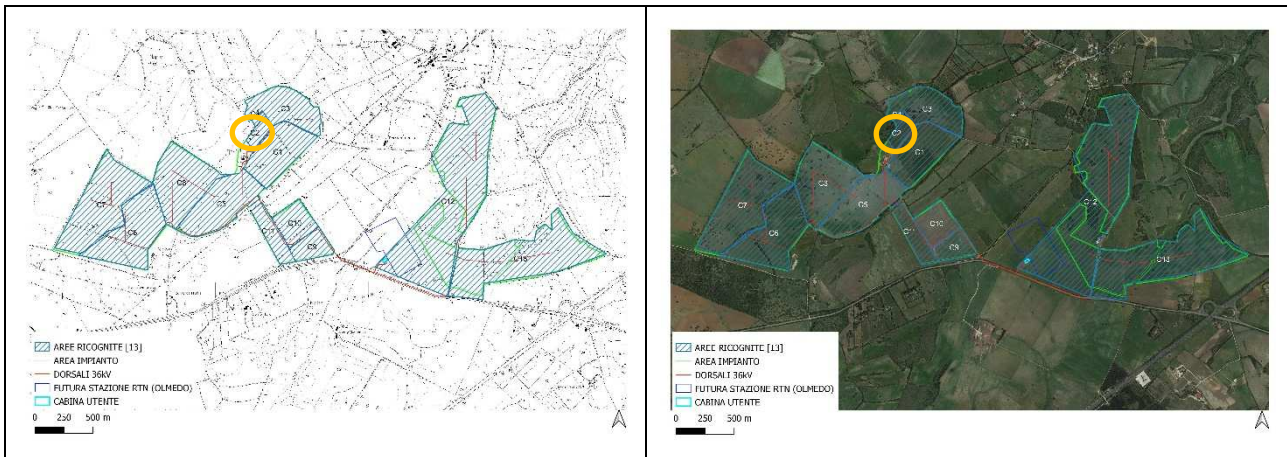 C3
C2
C1
C8
C7
C5
C6
C12
C10
C11
C9
C13
AREE RICOGNITE [13]
AREA IMPIANTO
DORSALI 36kV
FUTURA STAZIONE RTN (OLMEDO)
CABINA UTENTE
0 250 500 m
C3
C2
C1
C7
C6
C12
C10
C9
C13
AREE RICOGNITE [13]
AREA IMPIANTO
DORSALI 36kV
FUTURA STAZIONE RTN (OLMEDO)
CABINA UTENTE
0 250 500 m